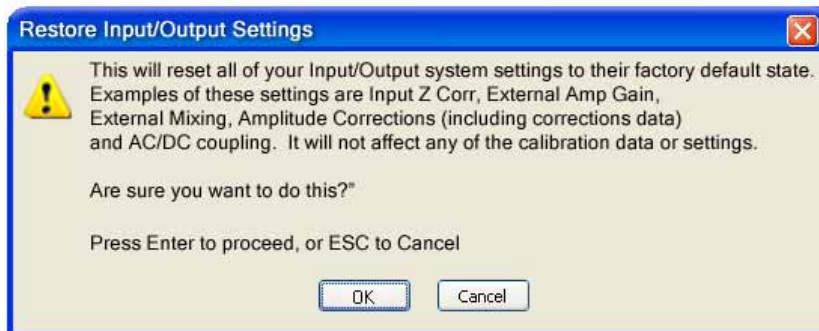 Restore Input/Output Settings
This will reset all of your Input/Output system settings to their factory default state.
Examples of these settings are Input Z Corr, External Amp Gain,
External Mixing, Amplitude Corrections (including corrections data)
and AC/DC coupling.  It will not affect any of the calibration data or settings.
Are sure you want to do this?”
Press Enter to proceed, or ESC to Cancel
OK
Cancel